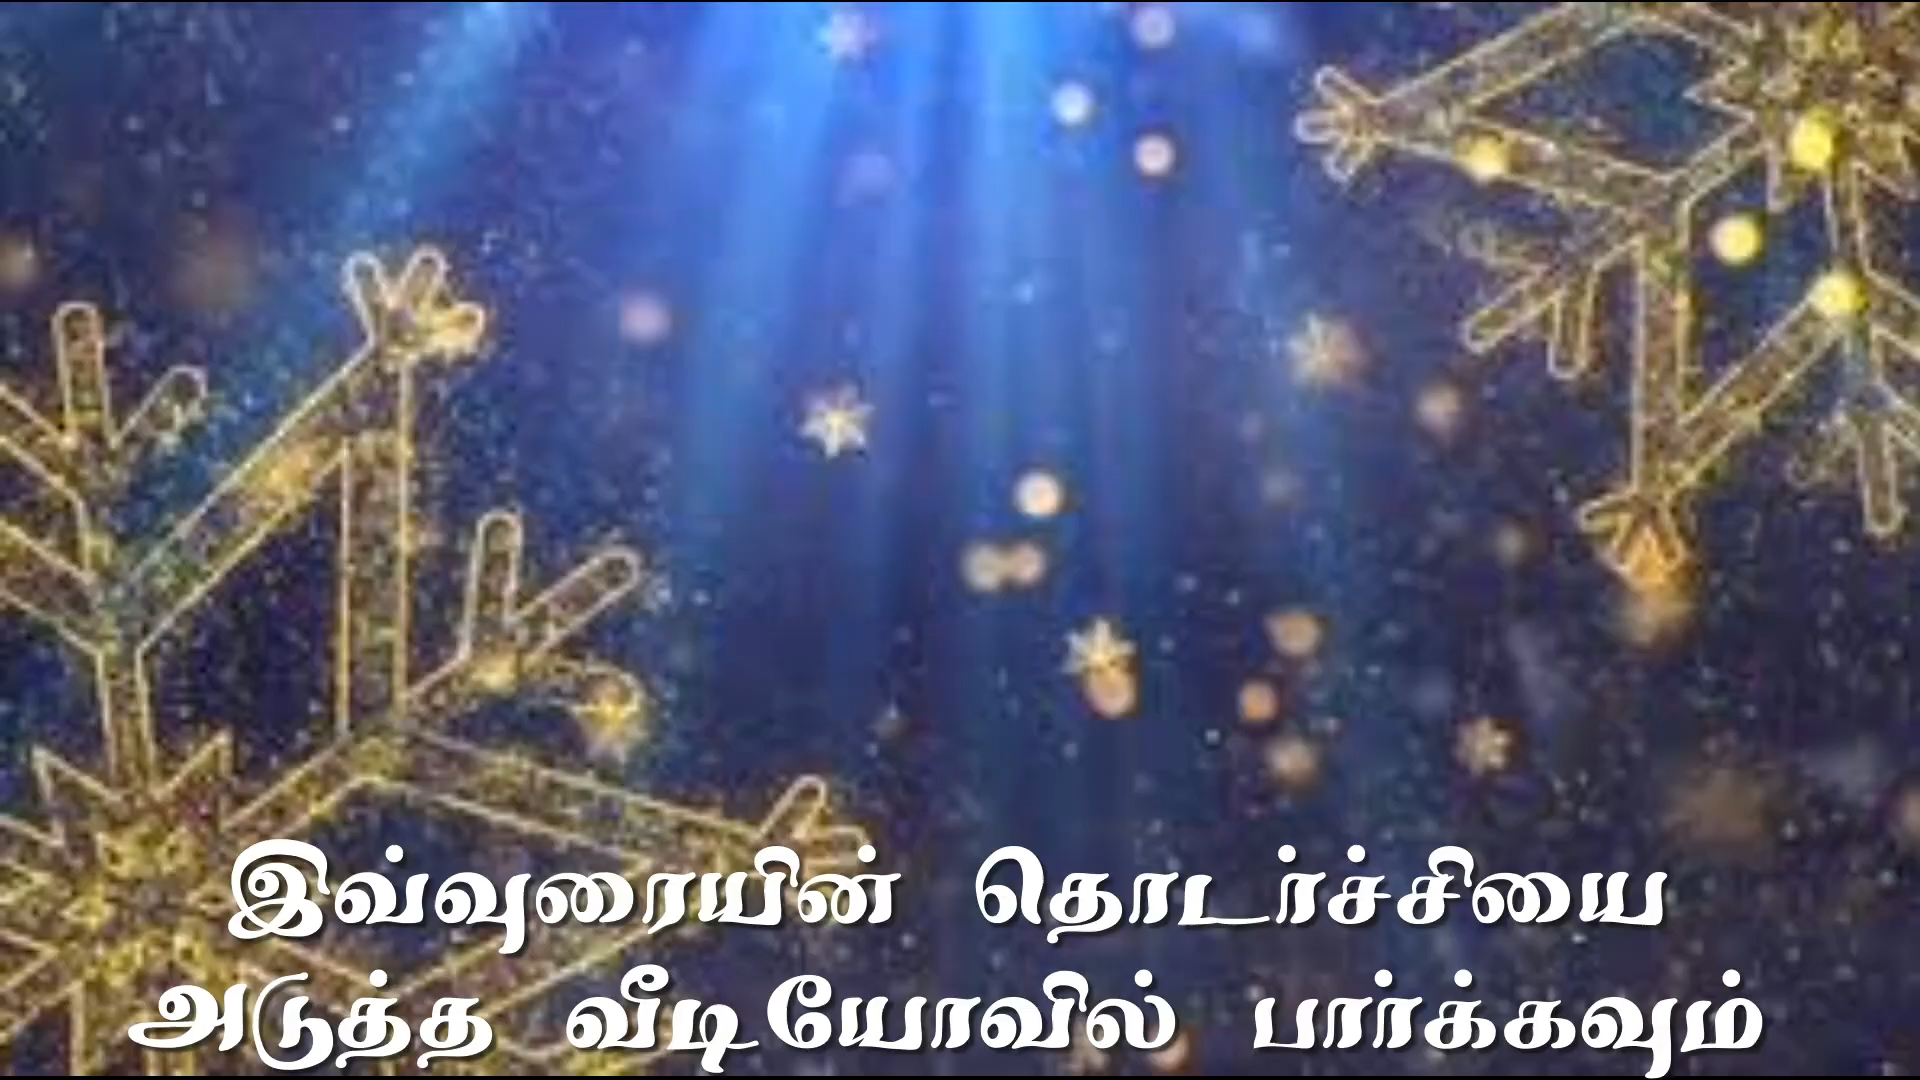 இவ்வுரையின் தொடர்ச்சியை
அடுத்த வீடியோவில் பார்க்கவும்